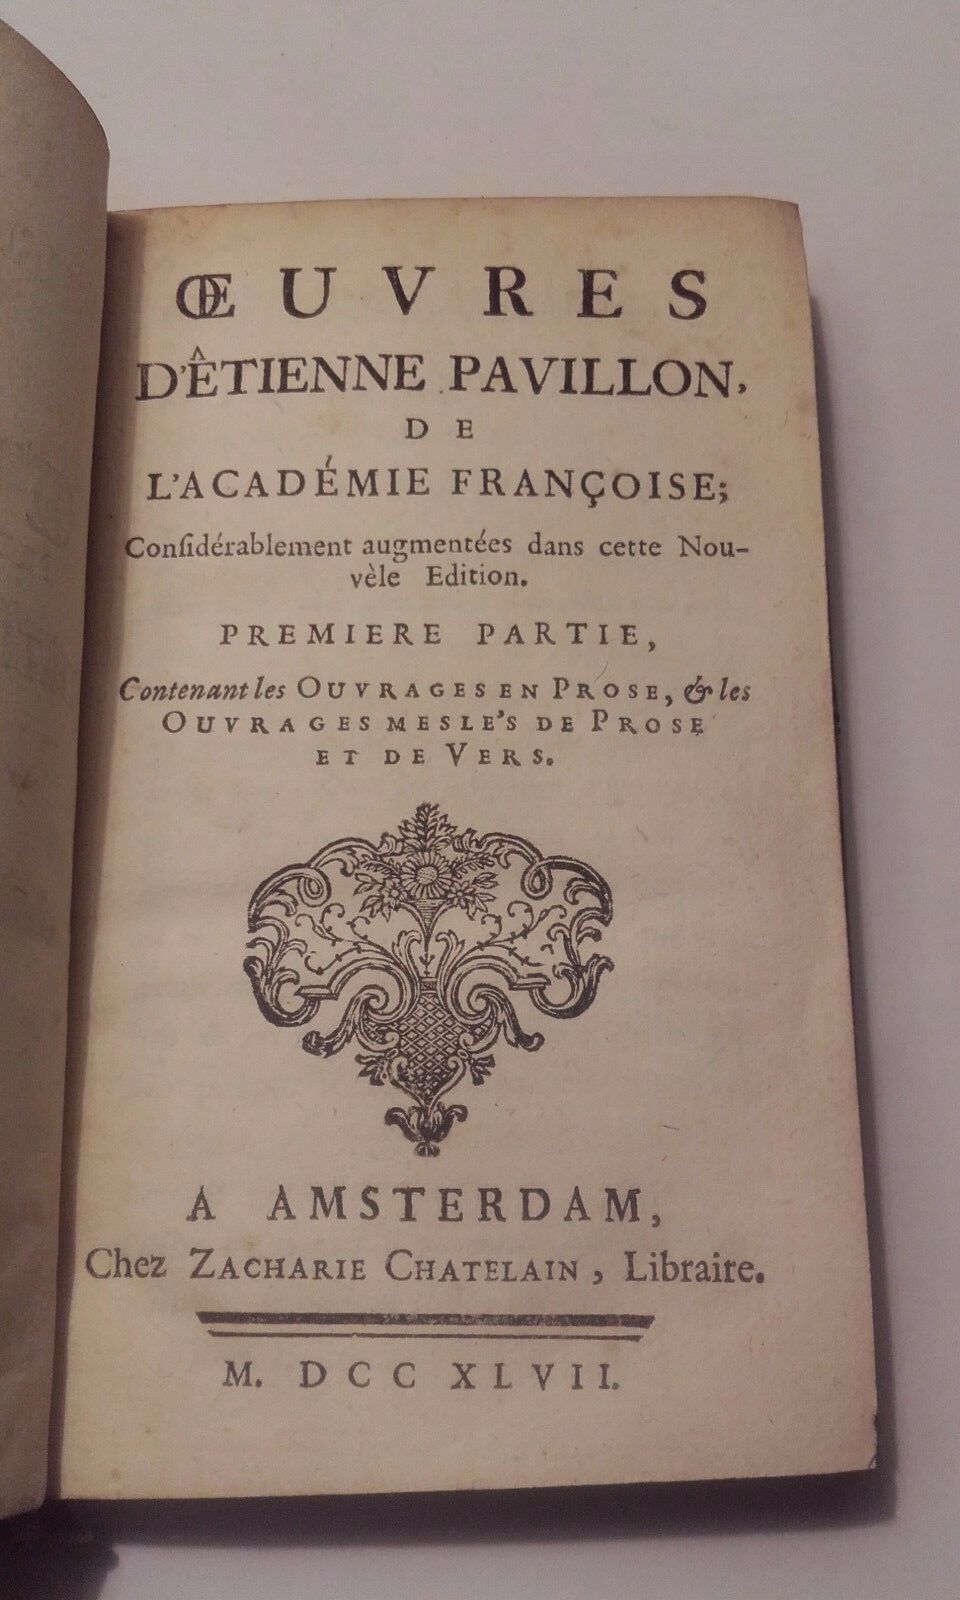 ŒUVRES
D'ÊTIENNE PAVILLON,
DE
L'ACADÉMIE FRANÇOISE;
Conſidérablement augmentées dans cette Nou-
vèle Edition.
PREMIERE PARTIE,
Contenant les OUVRAGES EN PROSE, & les
OUVRAGES MESLE'S DE PROSE
ET DE VERS.
A AMSTERDAM,
Chez ZACHARIE CHATELAIN, Libraire.
M. DCC XLVII.